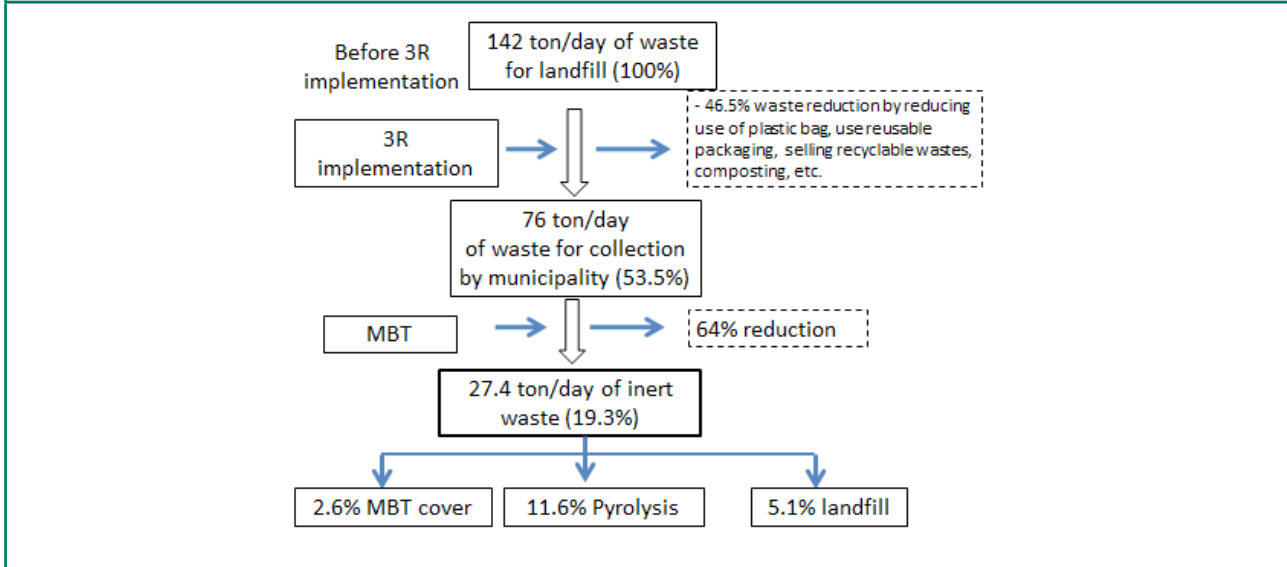 Before 3R
implementation
142 ton/day of waste
for landfill (100%)
3R
implementation
- 46.5% waste reduction by reducing
use of plastic bag, use reusable
packaging, selling recyclable wastes,
composting, etc.
76 ton/day
of waste for collection
by municipality (53.5%)
MBT
64% reduction
27.4 ton/day of inert
waste (19.3%)
2.6% MBT cover
11.6% Pyrolysis
5.1% landfill